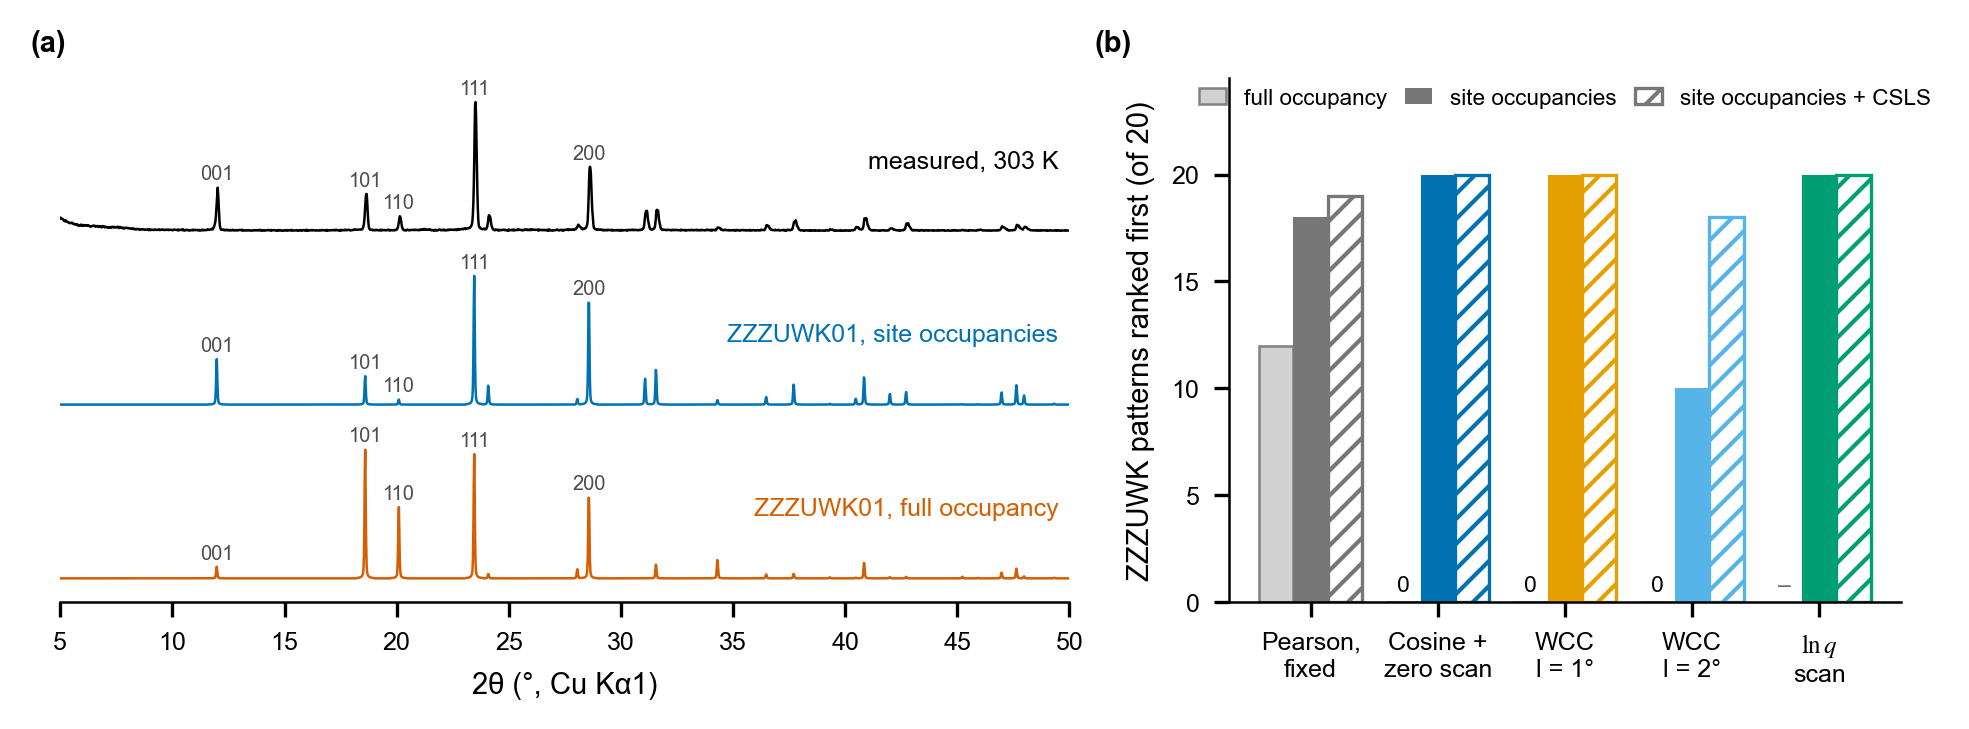 (a)
111
200
001
101
110
measured, 303 K
111
200
001
101
110
ZZZUWK01, site occupancies
101
111
110
200
001
ZZZUWK01, full occupancy
5 10 15 20 25 30 35 40 45 50
2θ (°, Cu Kα1)
(b)
full occupancy site occupancies site occupancies + CSLS
ZZZUWK patterns ranked first (of 20)
20
15
10
5
0
0 0 0 –
Pearson,
fixed
Cosine +
zero scan
WCC
l = 1°
WCC
l = 2°
ln q
scan